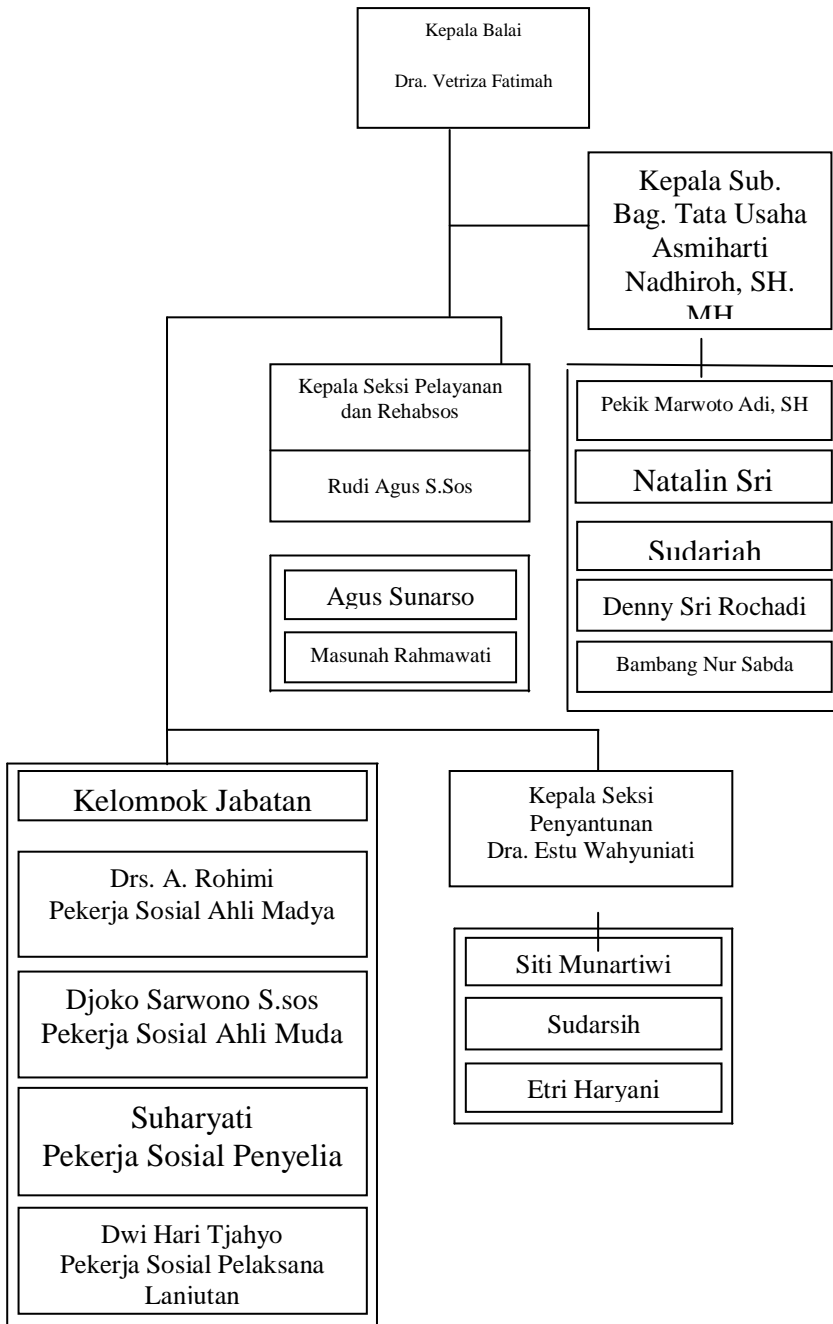 Kepala Balai
Dra. Vetriza Fatimah
Kepala Sub.
Bag. Tata Usaha
Asmiharti
Nadhiroh, SH.
MH
Kepala Seksi Pelayanan
dan Rehabsos
Rudi Agus S.Sos
Agus Sunarso
Masunah Rahmawati
Pekik Marwoto Adi, SH
Natalin Sri
Sudariah
Denny Sri Rochadi
Bambang Nur Sabda
Kelompok Jabatan
Drs. A. Rohimi
Pekerja Sosial Ahli Madya
Djoko Sarwono S.sos
Pekerja Sosial Ahli Muda
Suharyati
Pekerja Sosial Penyelia
Dwi Hari Tjahyo
Pekerja Sosial Pelaksana
Lanjutan
Kepala Seksi
Penyantunan
Dra. Estu Wahyuniati
Siti Munartiwi
Sudarsih
Etri Haryani